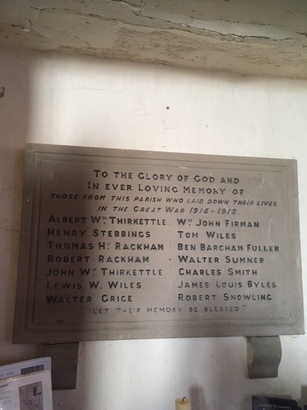 TO THE GLORY OF GOD AND
IN EVER LOVING MEMORY OF
THOSE FROM THIS PARISH WHO LAID DOWN THEIR LIVES
IN THE GREAT WAR 1914-1918
ALBERT WM THIRKETTLE WM JOHN FIRMAN
HENRY STEBBINGS TOM WILES
THOMAS HY RACKHAM BEN BARCHAM FULLER
ROBERT RACKHAM · WALTER SUMNER
JOHN WM THIRKETTLE CHARLES SMITH
LEWIS W. WILES JAMES LOUIS BYLES
WALTER GRICE ROBERT SNOWLING
"LET THEIR MEMORY BE BLESSED"